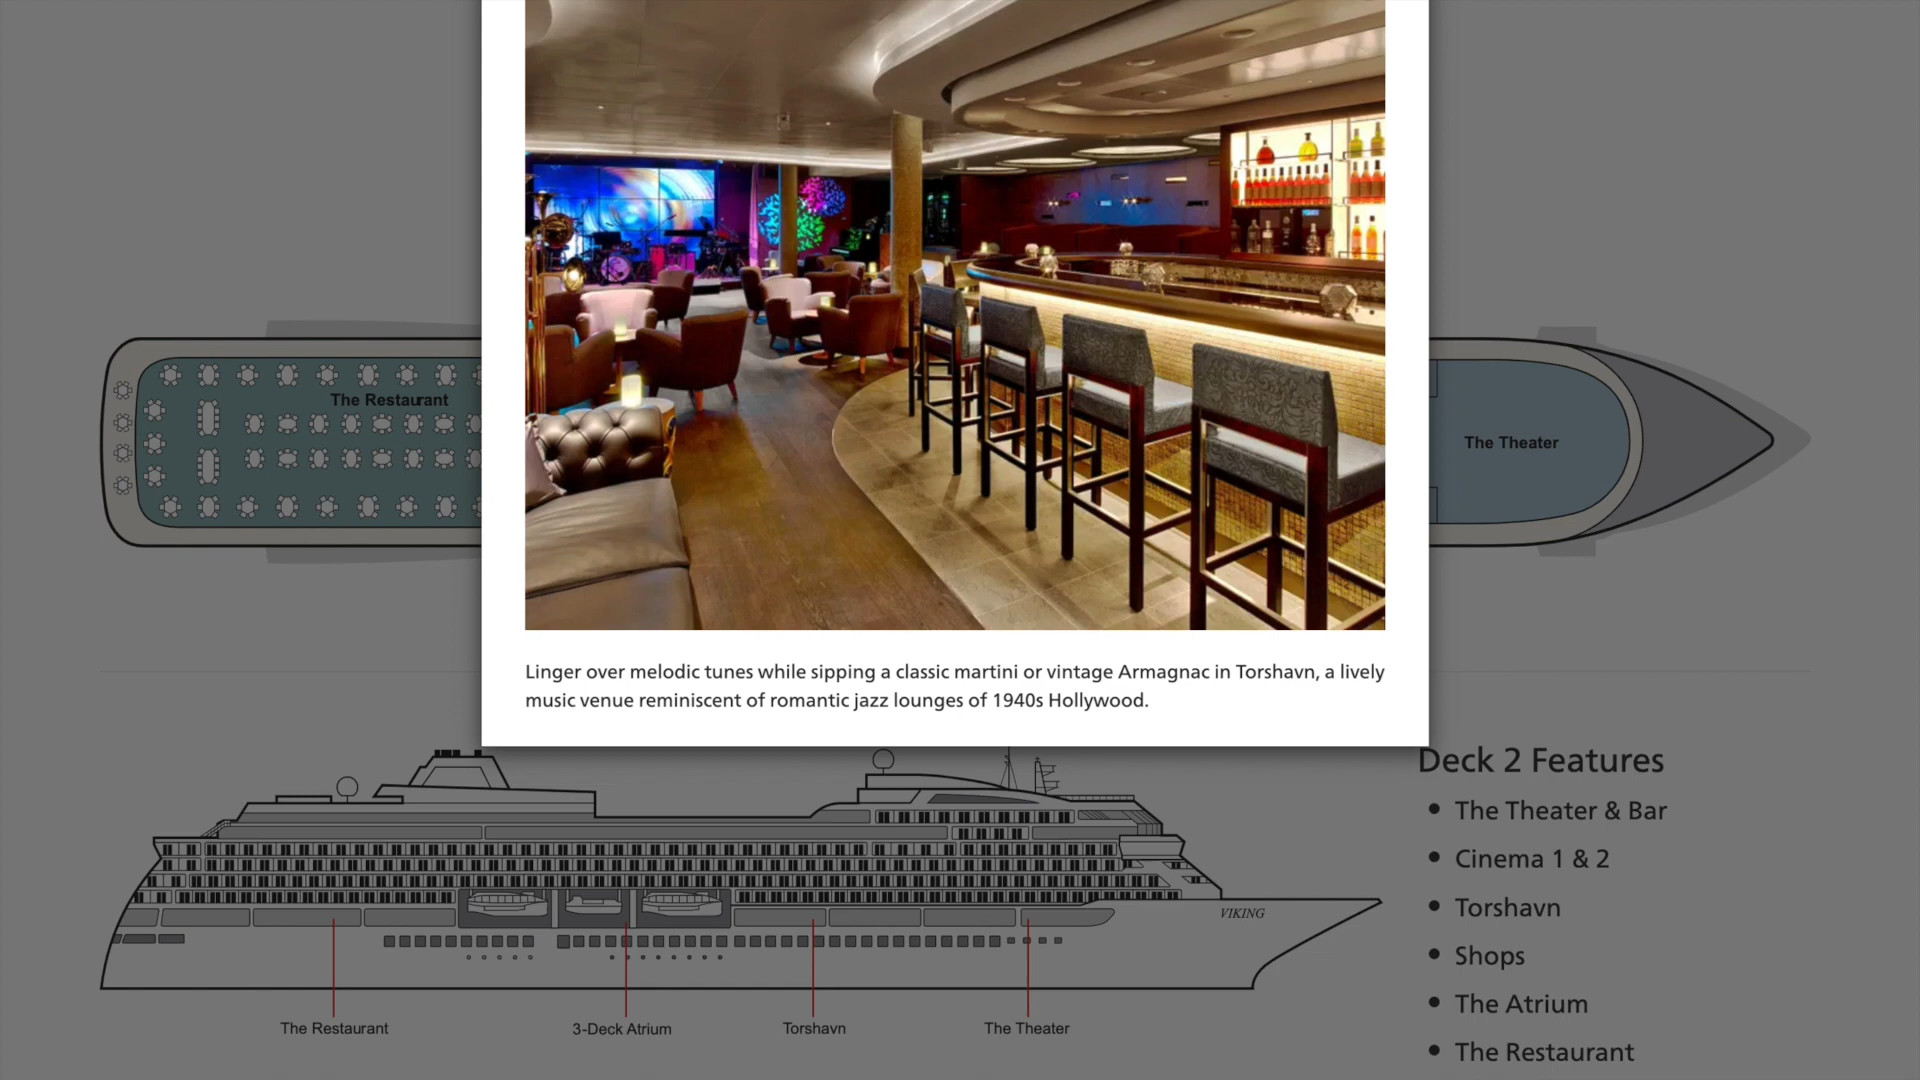 The Restaurant
The Theater
Linger over melodic tunes while sipping a classic martini or vintage Armagnac in Torshavn, a lively
music venue reminiscent of romantic jazz lounges of 1940s Hollywood.
Deck 2 Features
• The Theater & Bar
• Cinema 1 & 2
• Torshavn
• Shops
• The Atrium
• The Restaurant
VIKING
The Restaurant
3-Deck Atrium
Torshavn
The Theater